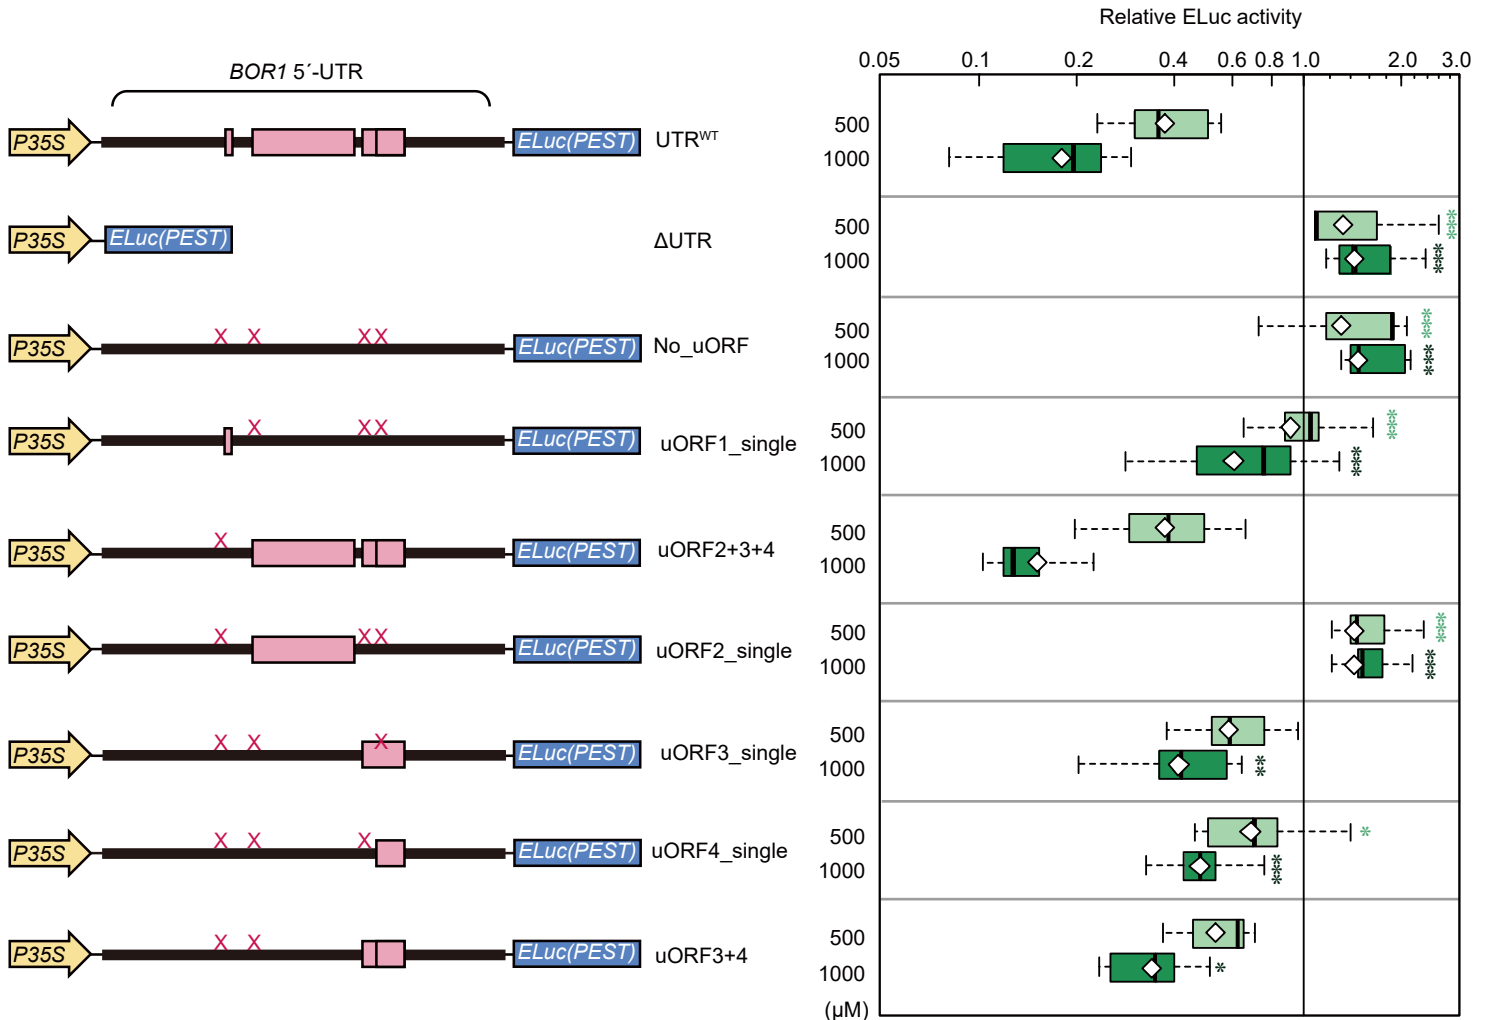 Relative ELuc activity
0.05 0.1 0.2 0.4 0.6 0.8 1.0 2.0 3.0
BOR1 5´-UTR
P35S ELuc(PEST) UTRWT 500
1000
P35S ELuc(PEST) ΔUTR 500 ***
1000 ***
X X X X
P35S ELuc(PEST) No_uORF 500 ***
1000 ***
X X X
P35S ELuc(PEST) uORF1_single 500 ***
1000 ***
X
P35S ELuc(PEST) uORF2+3+4 500
1000
X X X
P35S ELuc(PEST) uORF2_single 500 ***
1000 ***
X X X
P35S ELuc(PEST) uORF3_single 500
1000 **
X X X
P35S ELuc(PEST) uORF4_single 500 *
1000 ***
X X
P35S ELuc(PEST) uORF3+4 500
1000 *
(μM)